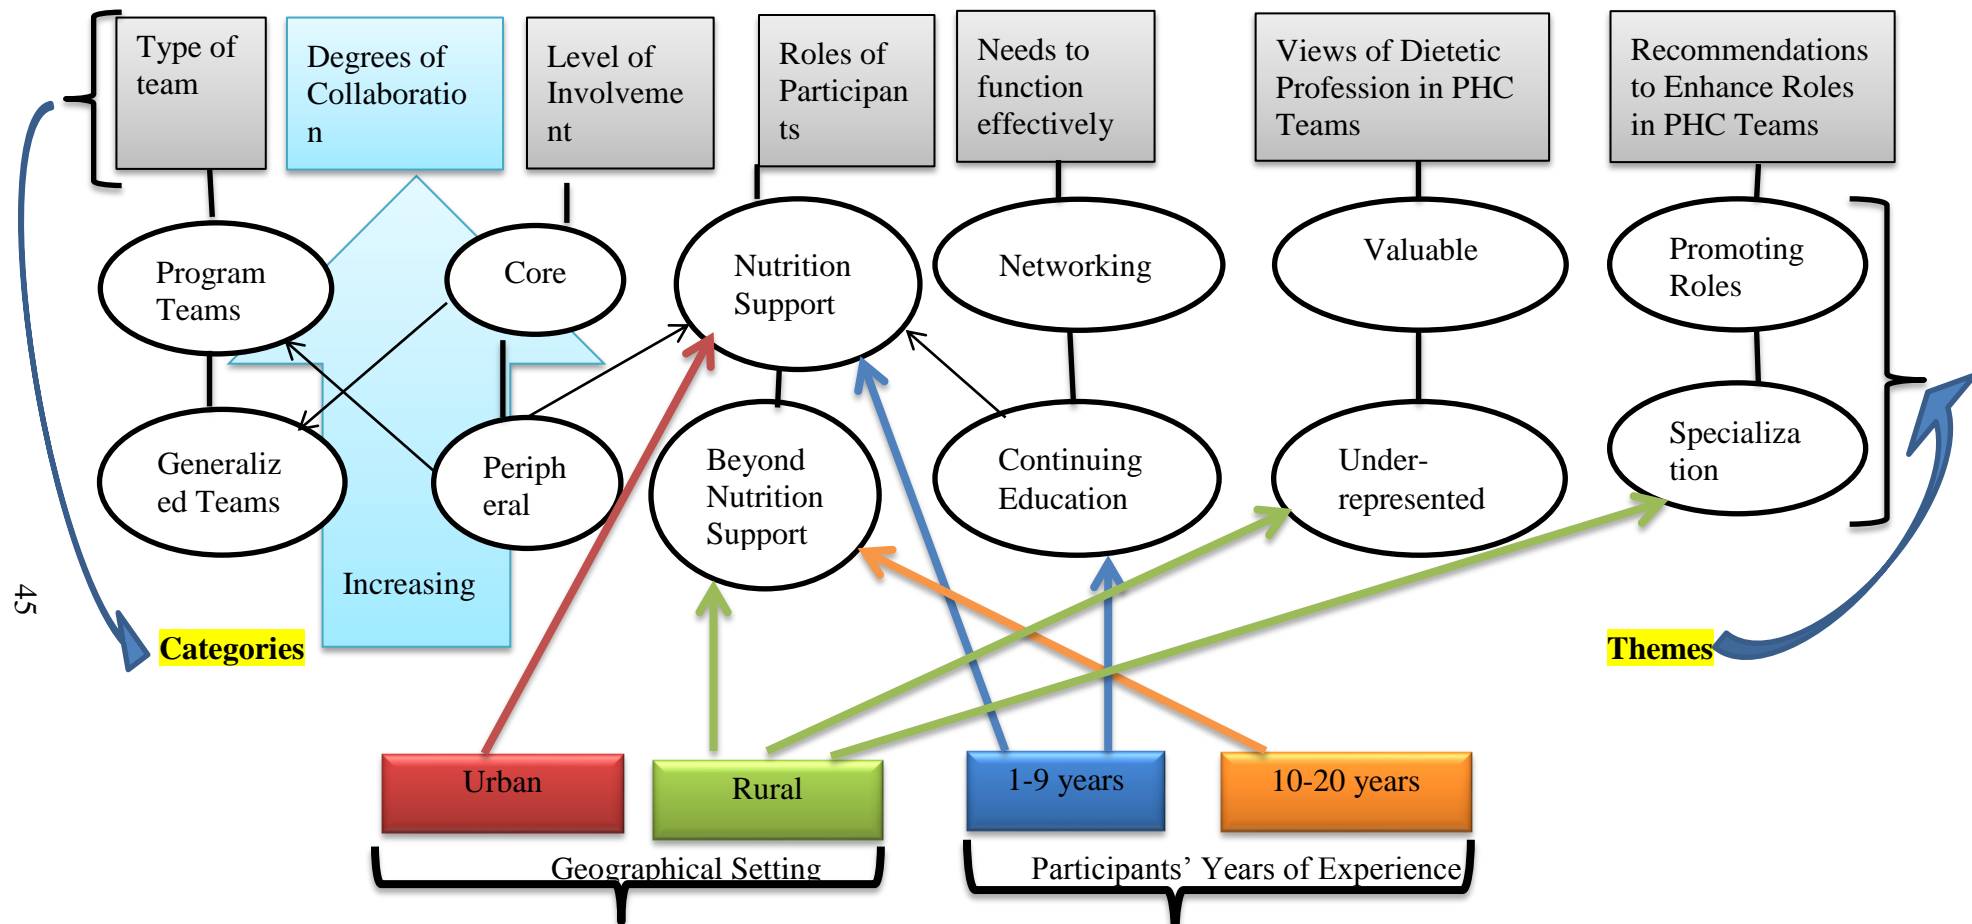 Type of
team
Degrees of
Collaboratio
n
Level of
Involveme
nt
Roles of
Participan
ts
Needs to
function
effectively
Views of Dietetic
Profession in PHC
Teams
Recommendations
to Enhance Roles
in PHC Teams
Program
Teams
Core
Nutrition
Support
Networking
Valuable
Promoting
Roles
Generaliz
ed Teams
Periph
eral
Beyond
Nutrition
Support
Continuing
Education
Under-
represented
Specializa
tion
Increasing
45
Categories
Themes
Urban
Rural
1-9 years
10-20 years
Geographical Setting
Participants’ Years of Experience